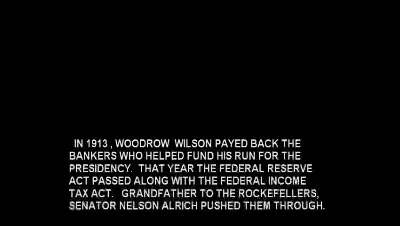 IN 1913 , WOODROW WILSON PAYED BACK THE
BANKERS WHO HELPED FUND HIS RUN FOR THE
PRESIDENCY. THAT YEAR THE FEDERAL RESERVE
ACT PASSED ALONG WITH THE FEDERAL INCOME
TAX ACT. GRANDFATHER TO THE ROCKEFELLERS,
SENATOR NELSON ALRICH PUSHED THEM THROUGH.